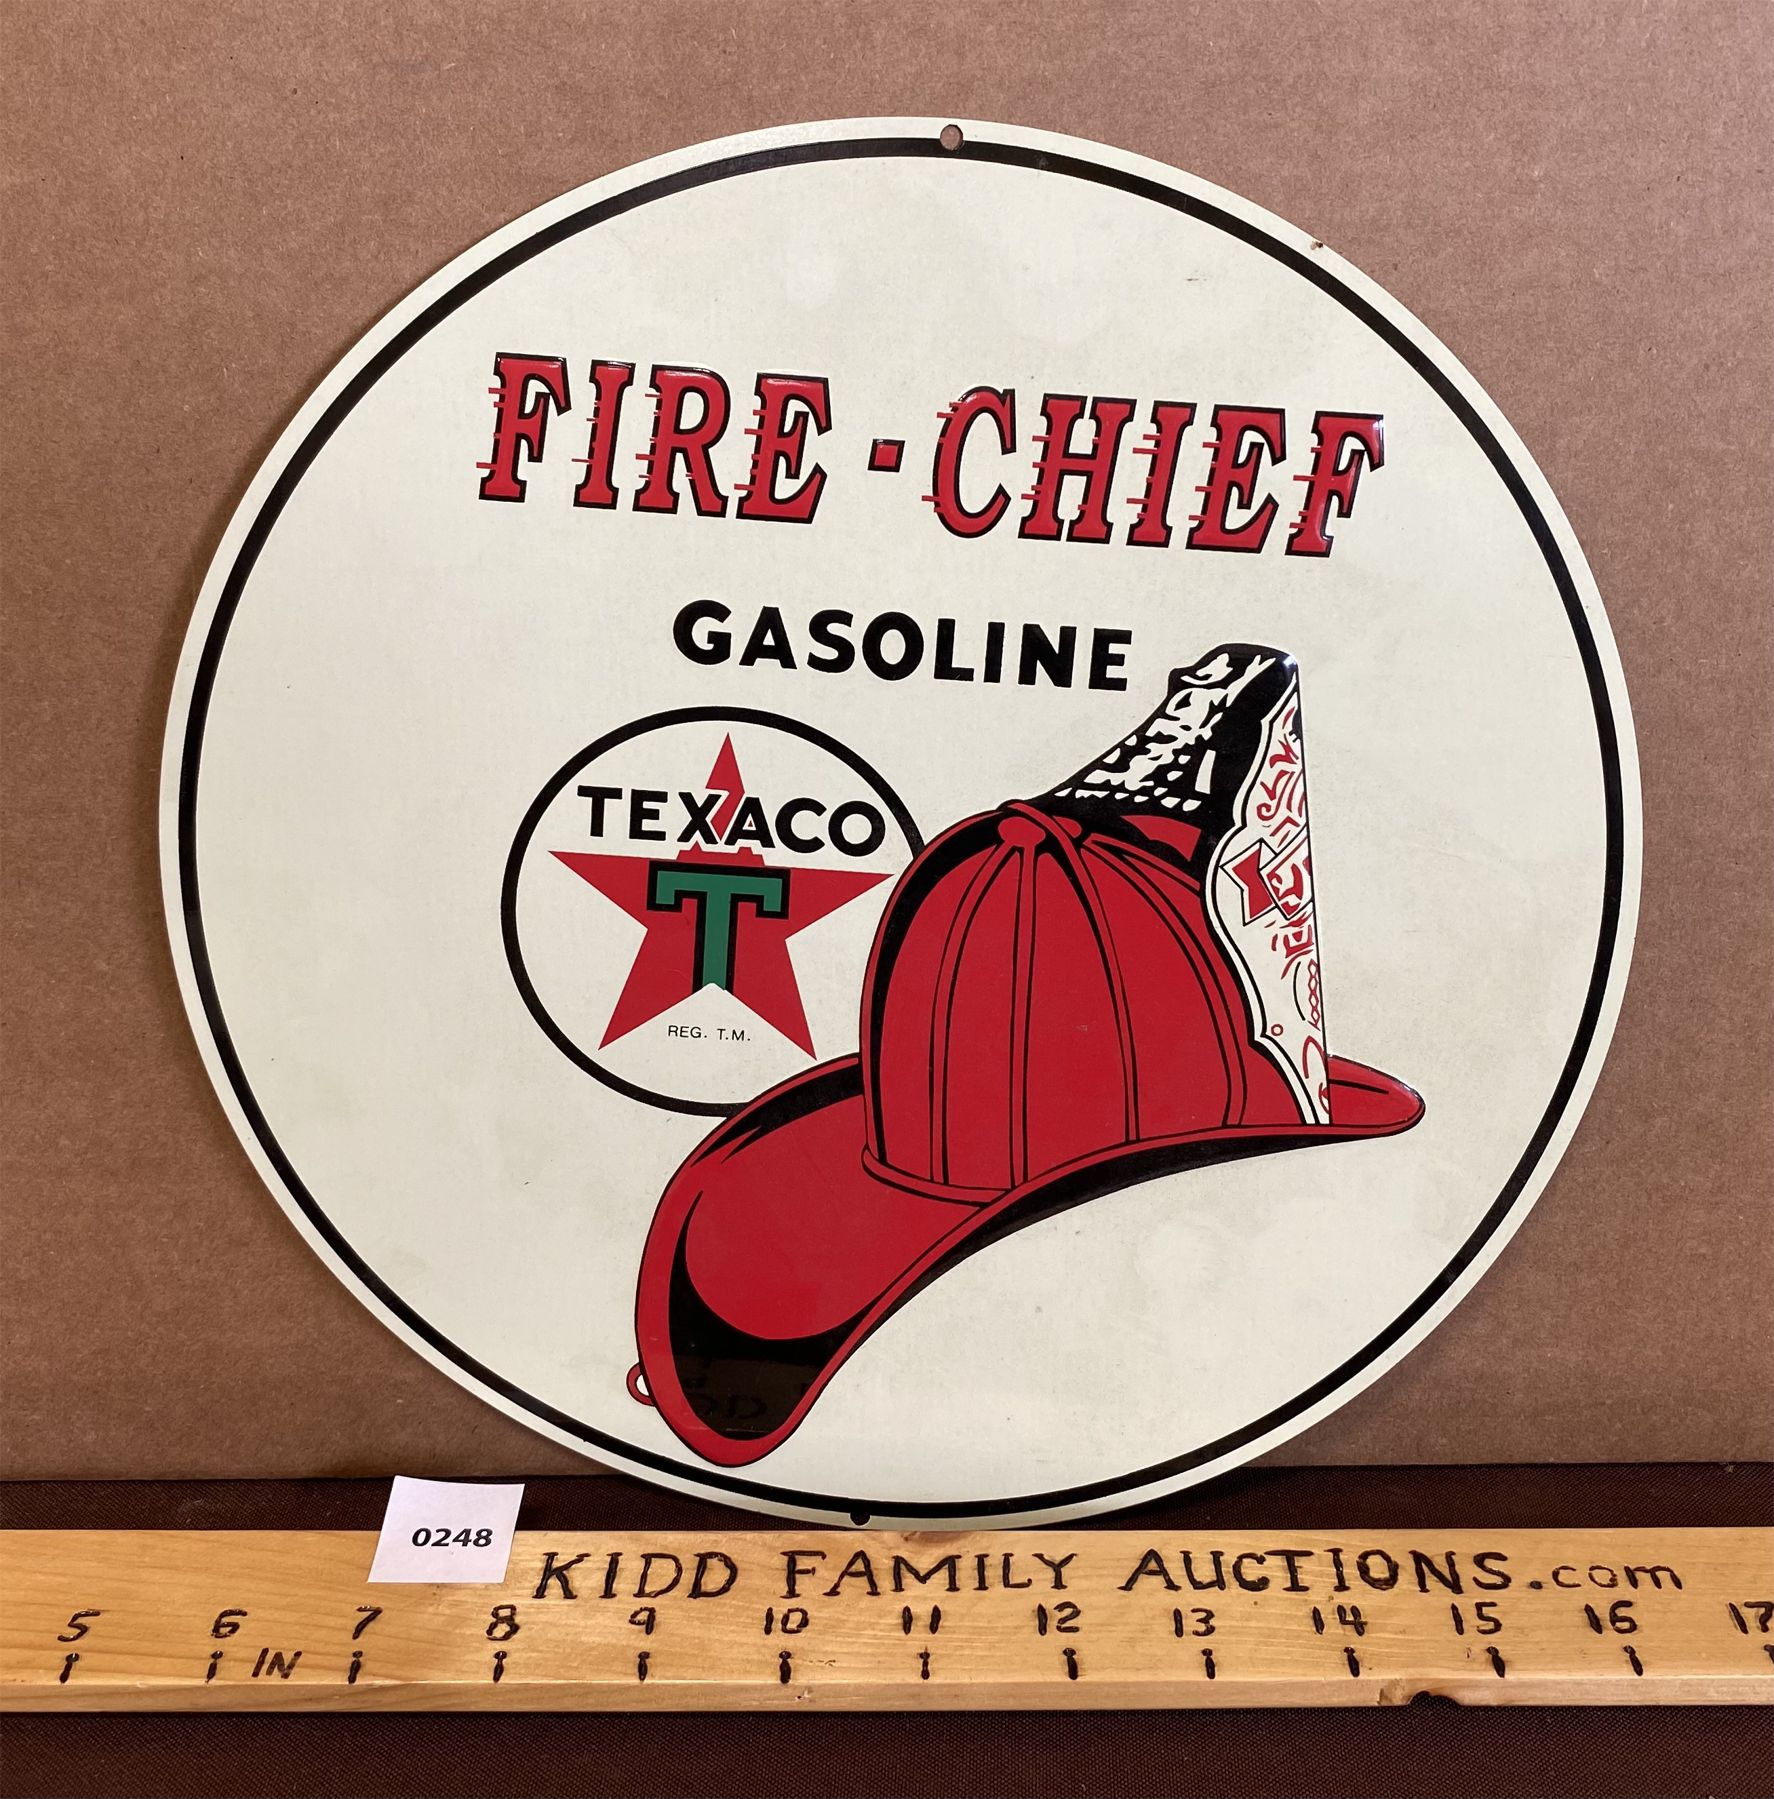 FIRE-CHIEF
GASOLINE
TEXACO
T
REG. T.M.
0248
KIDD FAMILY AUCTIONS.com
5 6 7 8 9 10 11 12 13 14 15 16 17
IN